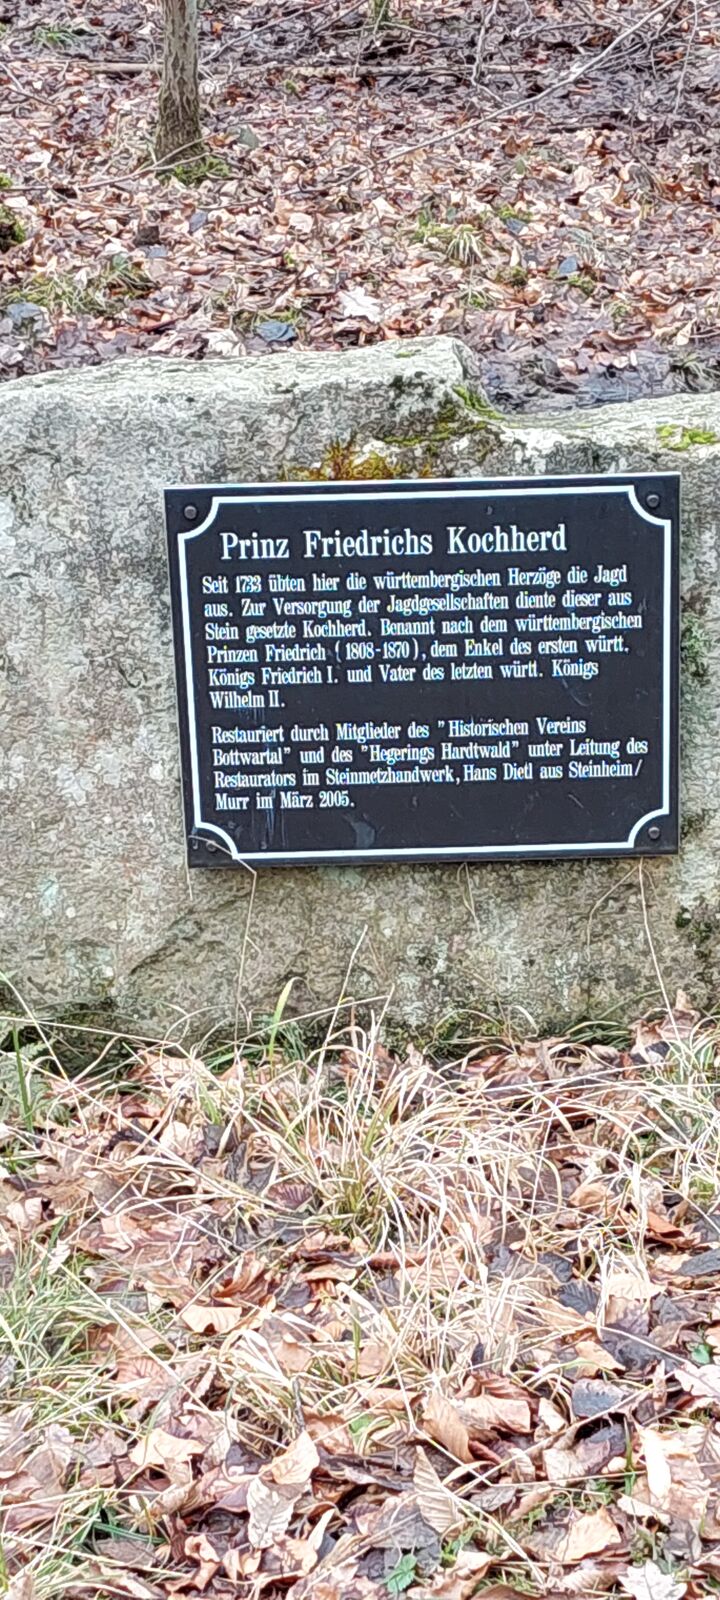 Prinz Friedrichs Kochherd
Seit 1733 übten hier die württembergischen Herzöge die Jagd
aus. Zur Versorgung der Jagdgesellschaften diente dieser aus
Stein gesetzte Kochherd. Benannt nach dem württembergischen
Prinzen Friedrich (1808-1870), dem Enkel des ersten württ.
Königs Friedrich I. und Vater des letzten württ. Königs
Wilhelm II.
Restauriert durch Mitglieder des "Historischen Vereins
Bottwartal" und des "Hegerings Hardtwald" unter Leitung des
Restaurators im Steinmetzhandwerk, Hans Dietl aus Steinheim/
Murr im März 2005.